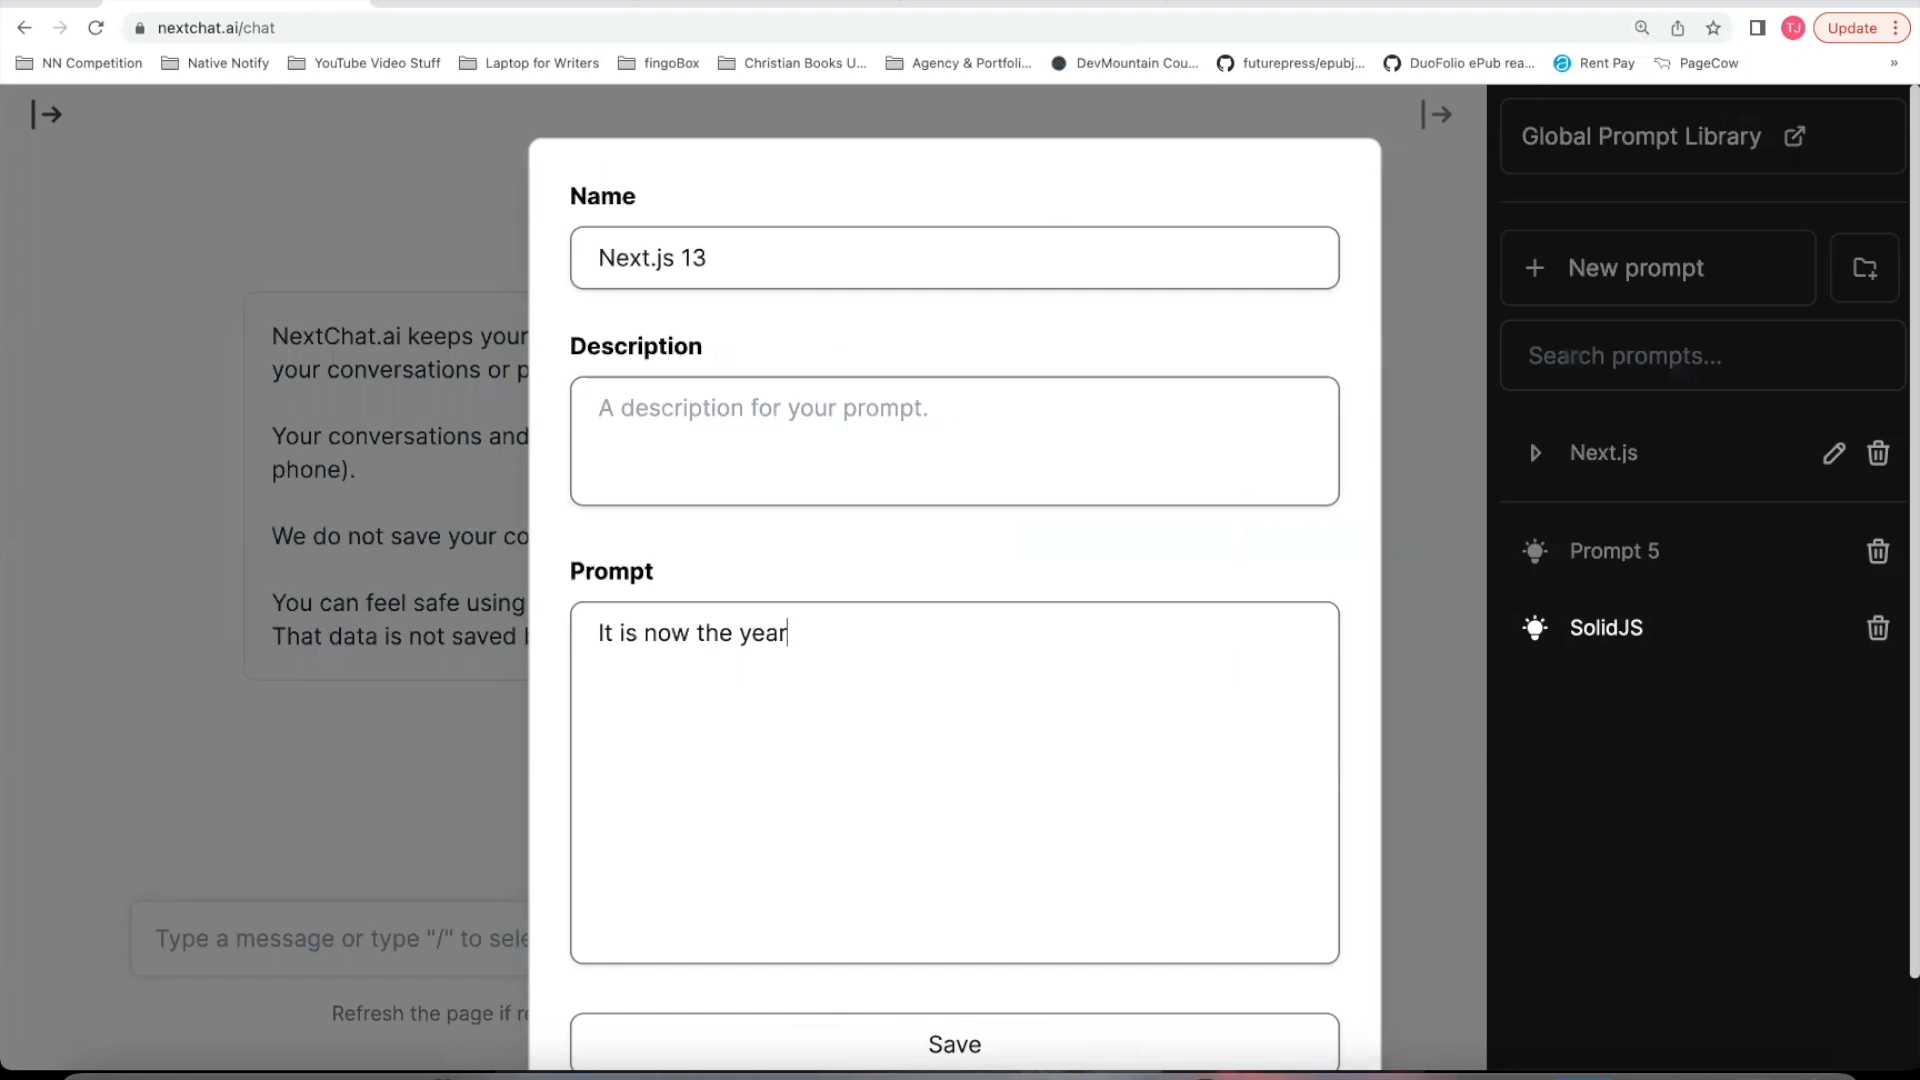 nextchat.ai/chat
TJ
Update
NN Competition
Native Notify
YouTube Video Stuff
Laptop for Writers
fingoBox
Christian Books U...
Agency & Portfoli...
DevMountain Cou...
futurepress/epubj...
DuoFolio ePub rea...
Rent Pay
PageCow
»
Name
Next.js 13
Description
A description for your prompt.
Prompt
It is now the year
Save
NextChat.ai keeps your
your conversations or p
Your conversations and
phone).
We do not save your co
You can feel safe using
That data is not saved
Type a message or type "/" to sele
Refresh the page if re
Global Prompt Library
+ New prompt
Search prompts...
Next.js
Prompt 5
SolidJS